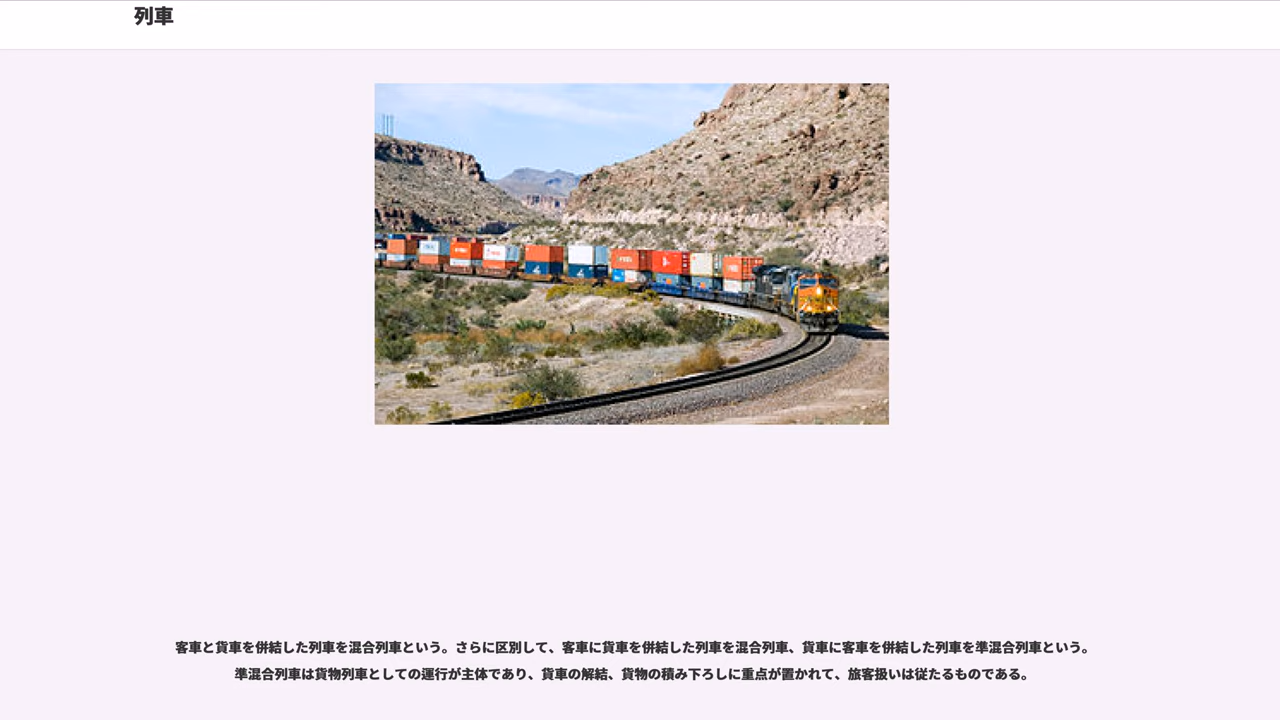 列車
客車と貨車を併結した列車を混合列車という。さらに区別して、客車に貨車を併結した列車を混合列車、貨車に客車を併結した列車を準混合列車という。
準混合列車は貨物列車としての運行が主体であり、貨車の解結、貨物の積み下ろしに重点が置かれて、旅客扱いは従たるものである。